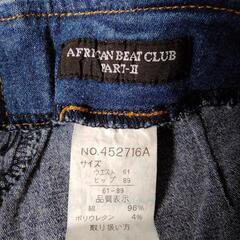 AFRICAN BEAT CLUB
PART-II
NO.452716A
サイズ
ウエスト 61
ヒップ 89
61-89
品質表示
綿 96%
ポリウレタン 4%
取り扱い方